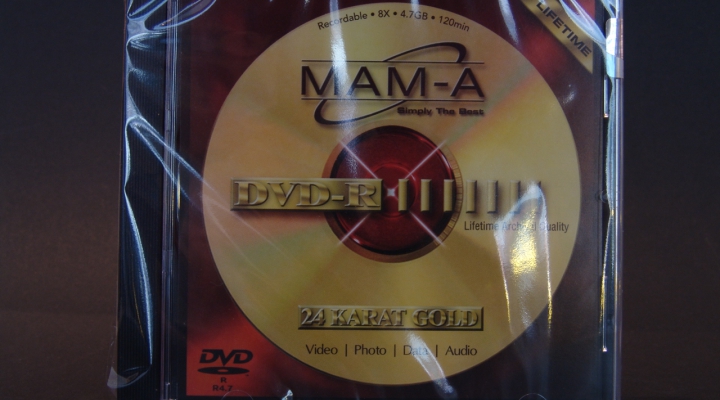 Recordable • 8X • 4.7GB • 120min
LIFETIME
MAM-A
Simply The Best
DVD-R
Lifetime Archival Quality
24 KARAT GOLD
Video | Photo | Data | Audio
DVD
R
R4.7